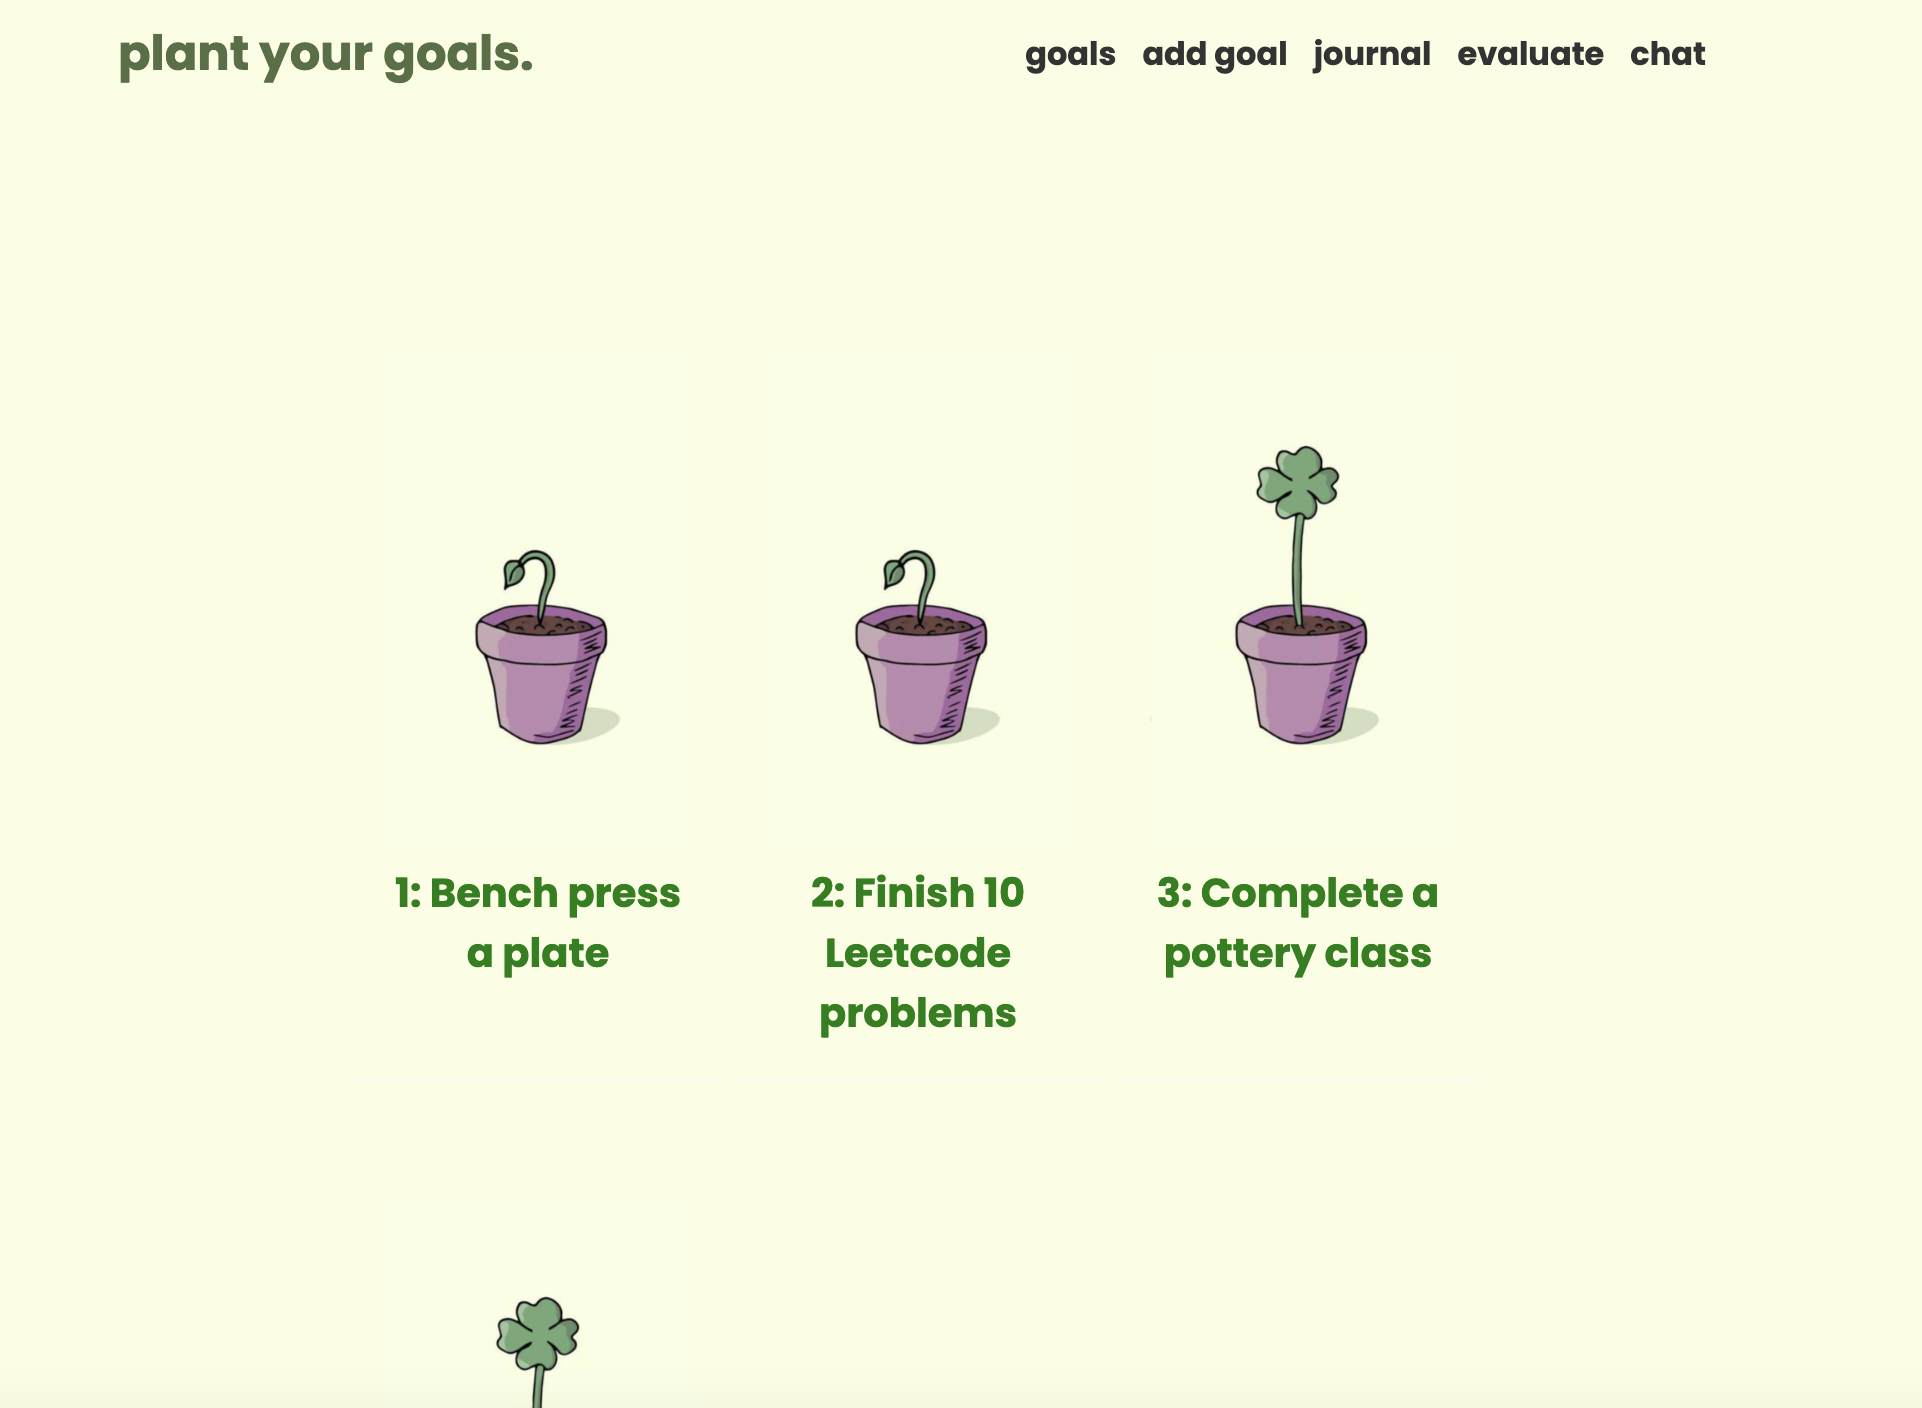 plant your goals.
goals add goal journal evaluate chat
1: Bench press
a plate
2: Finish 10
Leetcode
problems
3: Complete a
pottery class